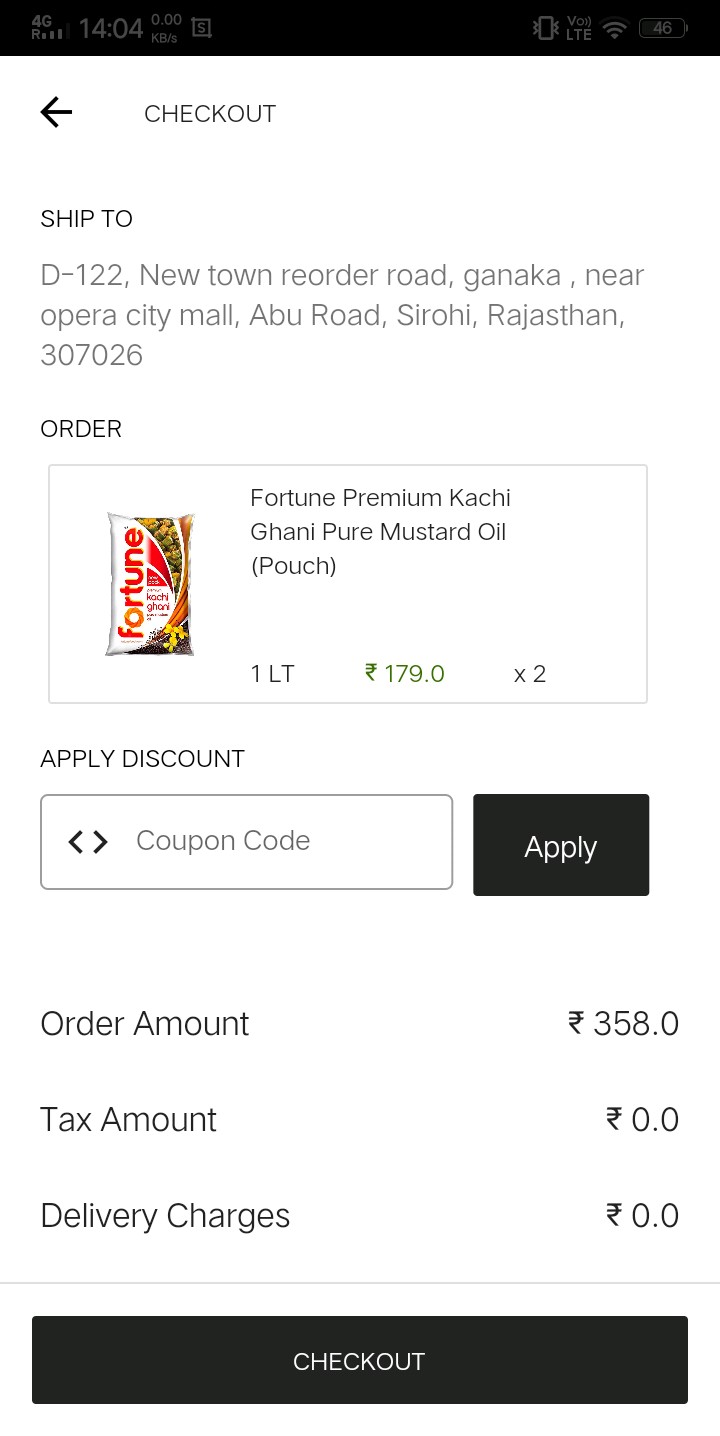 4G
R
14:04
0.00
KB/s
S
Vo))
LTE
46
CHECKOUT
SHIP TO
D-122, New town reorder road, ganaka , near
opera city mall, Abu Road, Sirohi, Rajasthan,
307026
ORDER
Fortune Premium Kachi
Ghani Pure Mustard Oil
(Pouch)
fortune
kachi
ghani
1 LT ₹ 179.0 x 2
APPLY DISCOUNT
Coupon Code
Apply
Order Amount ₹ 358.0
Tax Amount ₹ 0.0
Delivery Charges ₹ 0.0
CHECKOUT